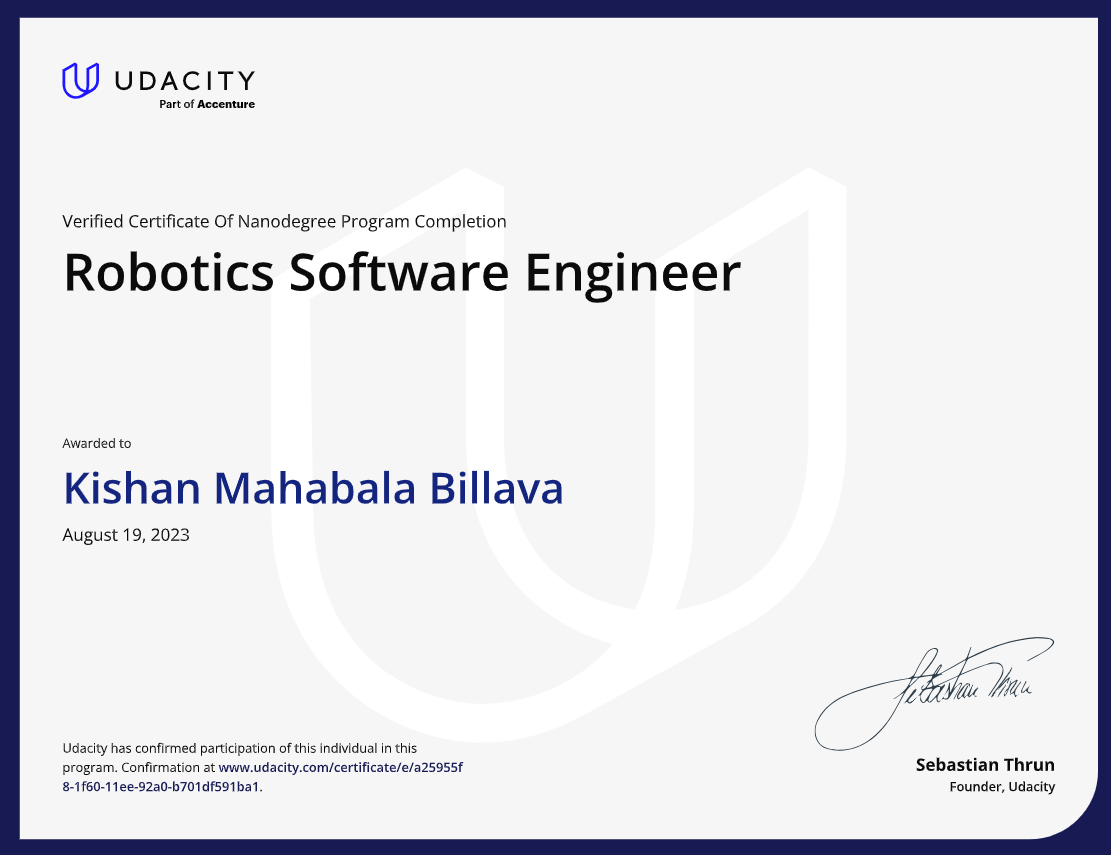 UDACITY
Part of Accenture
Verified Certificate Of Nanodegree Program Completion
Robotics Software Engineer
Awarded to
Kishan Mahabala Billava
August 19, 2023
Udacity has confirmed participation of this individual in this
program. Confirmation at www.udacity.com/certificate/e/a25955f
8-1f60-11ee-92a0-b701df591ba1.
Sebastian Thrun
Sebastian Thrun
Founder, Udacity